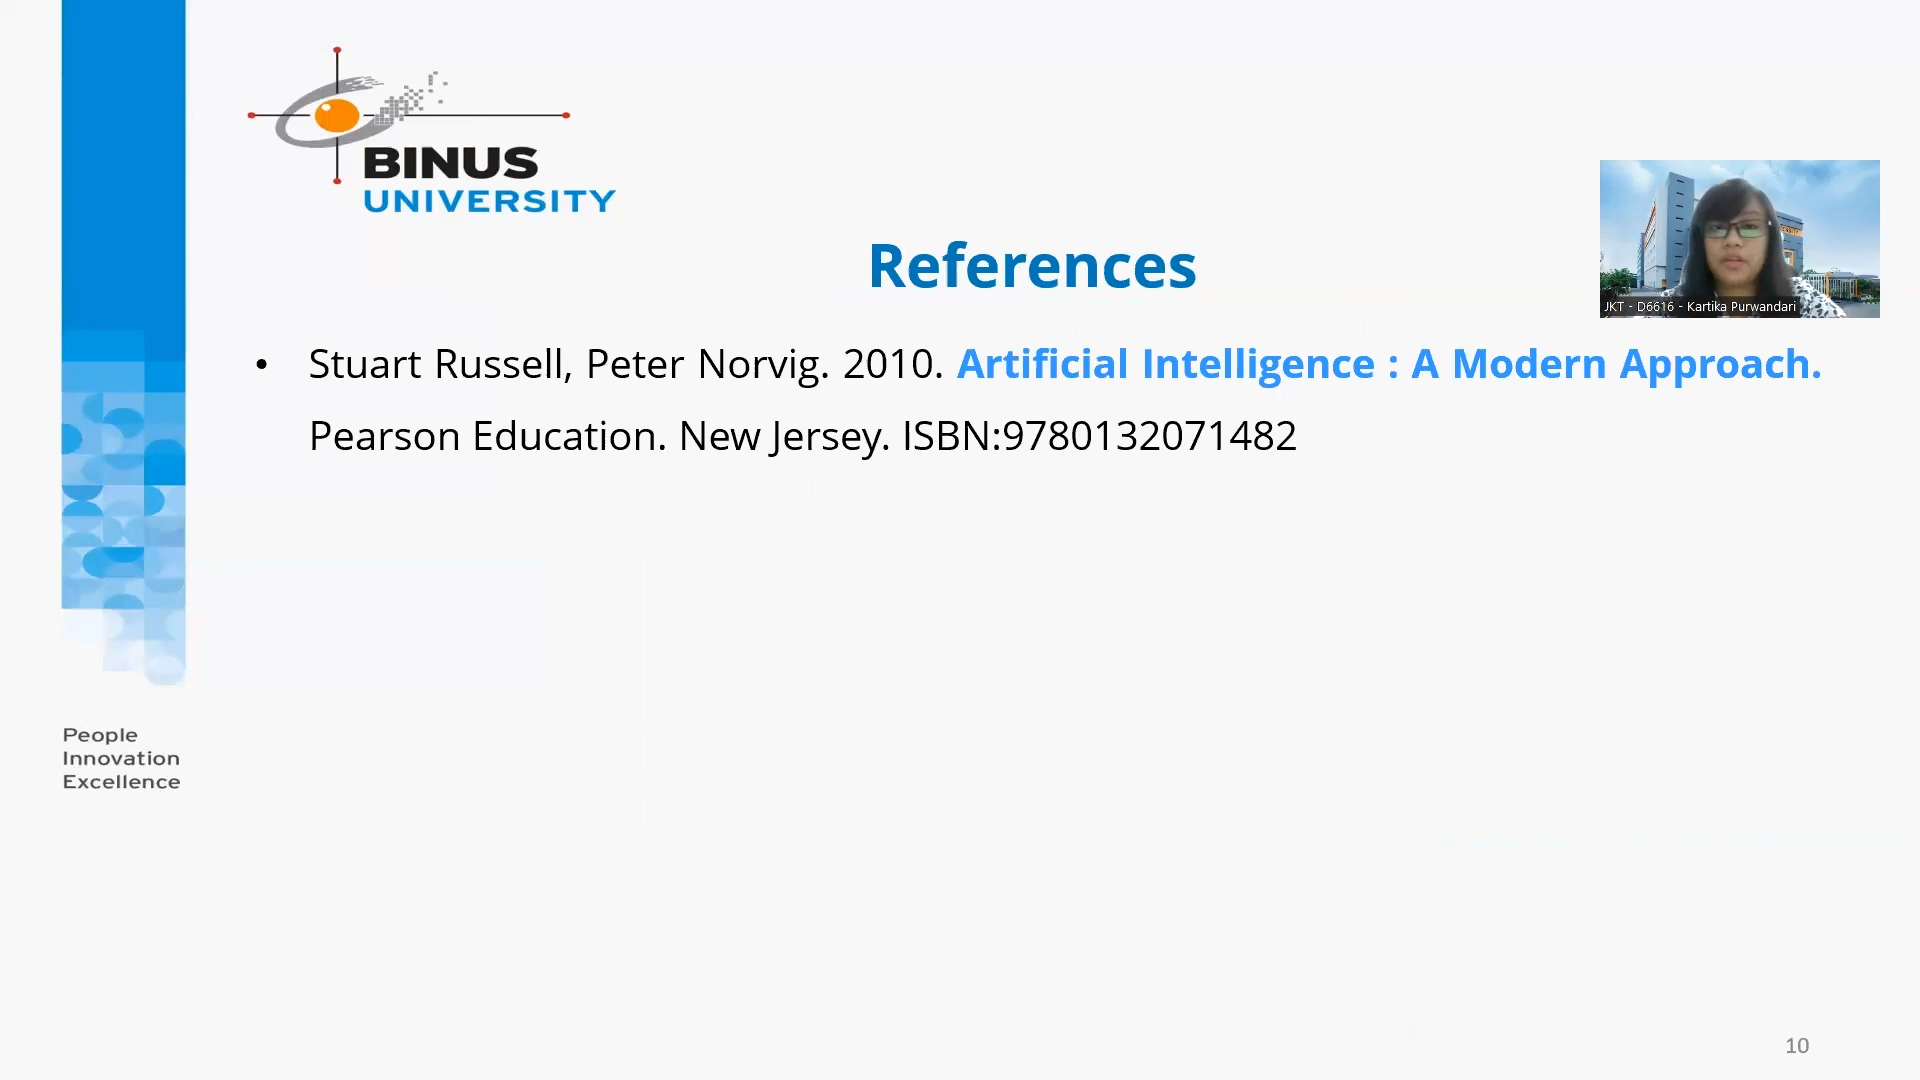 BINUS
UNIVERSITY
References
JKT - D6616 - Kartika Purwandari
• Stuart Russell, Peter Norvig. 2010. Artificial Intelligence : A Modern Approach.
Pearson Education. New Jersey. ISBN:9780132071482
People
Innovation
Excellence
10